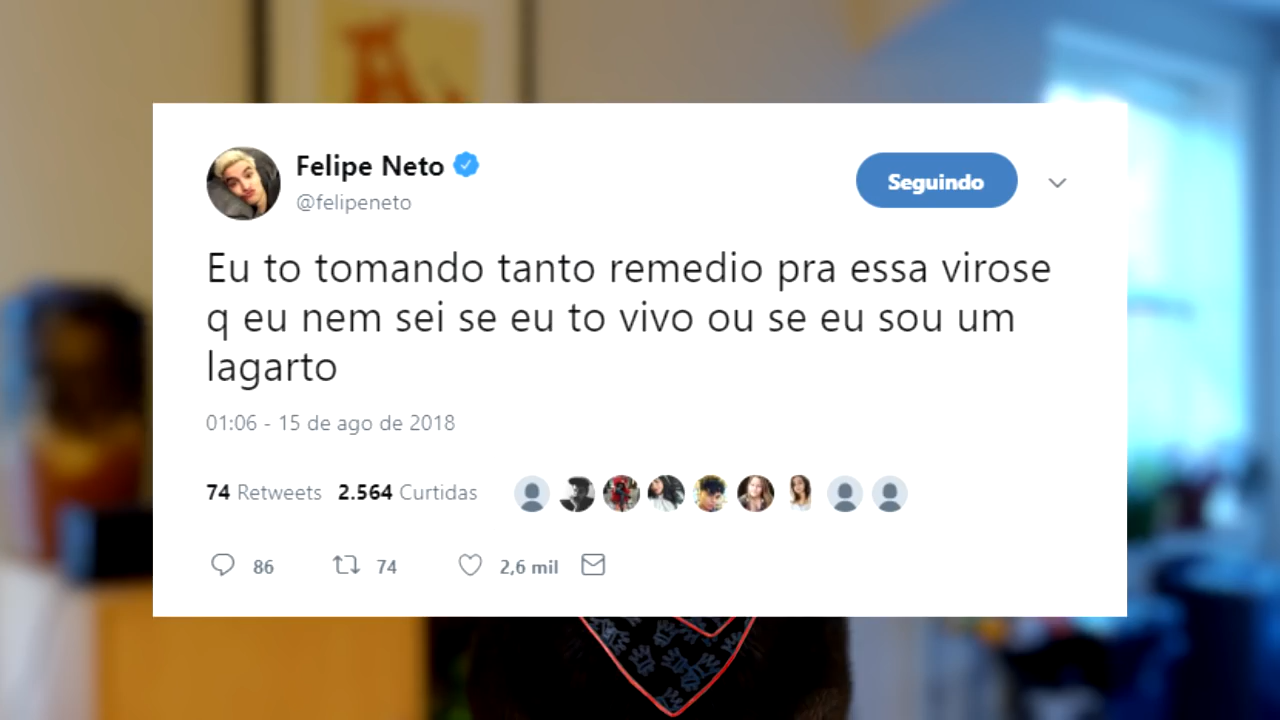 Felipe Neto
@felipeneto
Seguindo
Eu to tomando tanto remedio pra essa virose
q eu nem sei se eu to vivo ou se eu sou um
lagarto
01:06 - 15 de ago de 2018
74 Retweets 2.564 Curtidas
86 74 2,6 mil